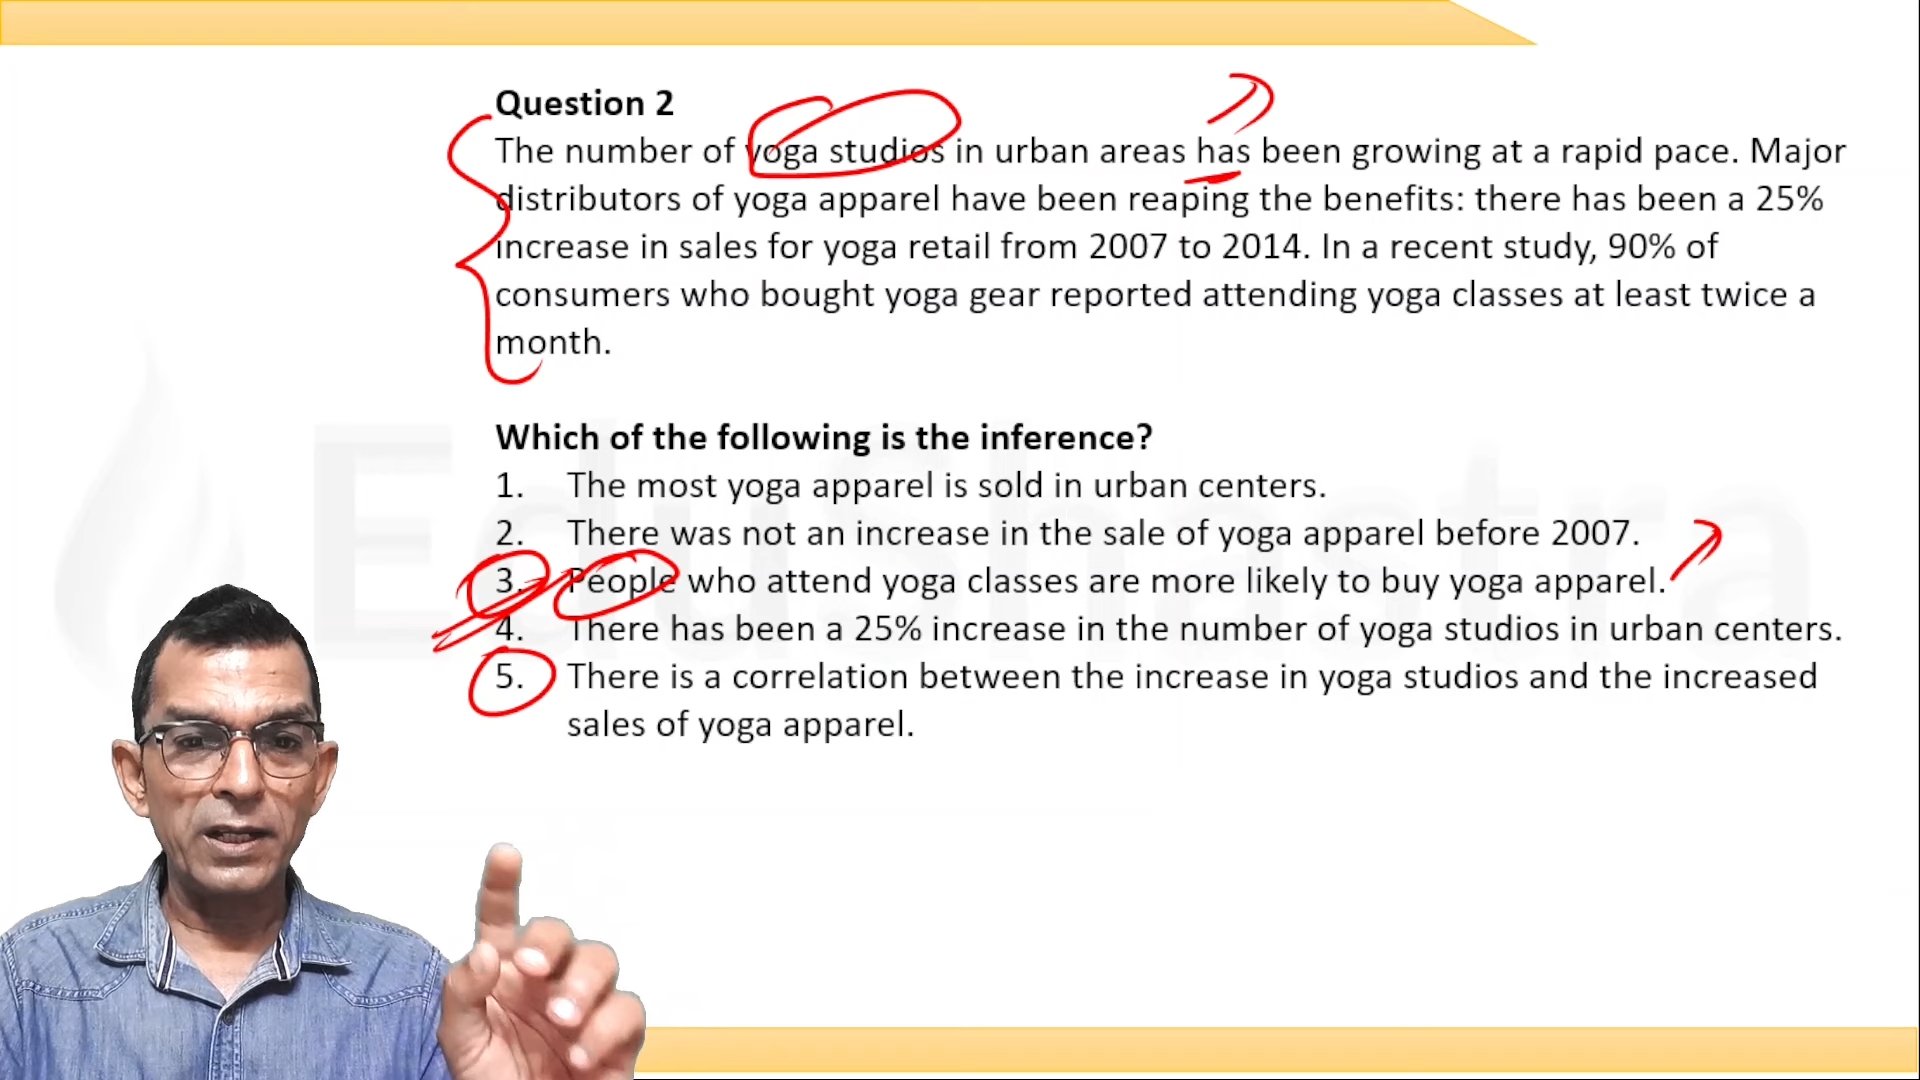 Question 2
The number of yoga studios in urban areas has been growing at a rapid pace. Major
distributors of yoga apparel have been reaping the benefits: there has been a 25%
increase in sales for yoga retail from 2007 to 2014. In a recent study, 90% of
consumers who bought yoga gear reported attending yoga classes at least twice a
month.
Which of the following is the inference?
1. The most yoga apparel is sold in urban centers.
2. There was not an increase in the sale of yoga apparel before 2007.
3. People who attend yoga classes are more likely to buy yoga apparel.
4. There has been a 25% increase in the number of yoga studios in urban centers.
5. There is a correlation between the increase in yoga studios and the increased
sales of yoga apparel.
EduShastra